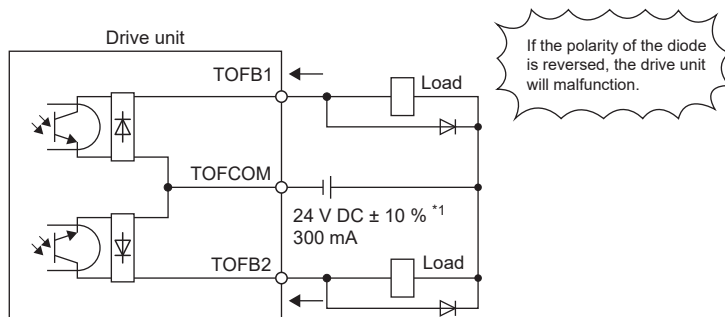 Drive unit
If the polarity of the diode
is reversed, the drive unit
will malfunction.
TOFB1
Load
TOFCOM
24 V DC ± 10 % *1
300 mA
TOFB2
Load